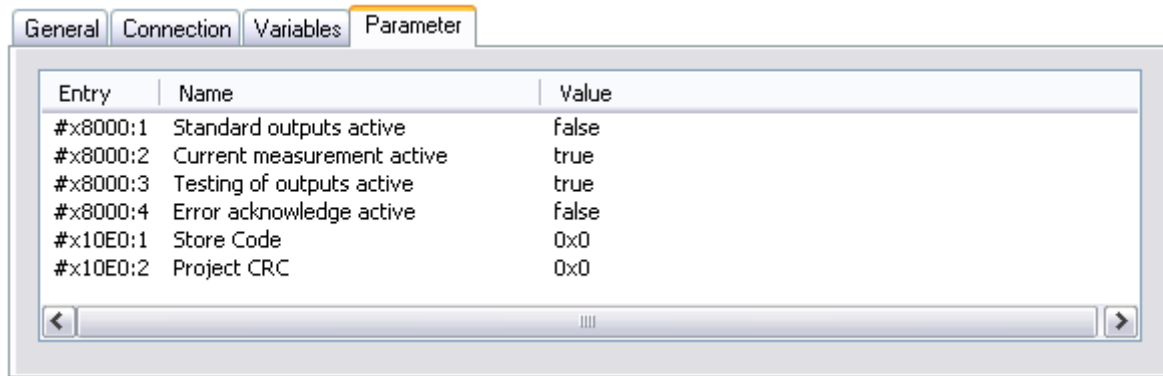 General Connection Variables Parameter
Entry Name Value
#x8000:1 Standard outputs active false
#x8000:2 Current measurement active true
#x8000:3 Testing of outputs active true
#x8000:4 Error acknowledge active false
#x10E0:1 Store Code 0x0
#x10E0:2 Project CRC 0x0